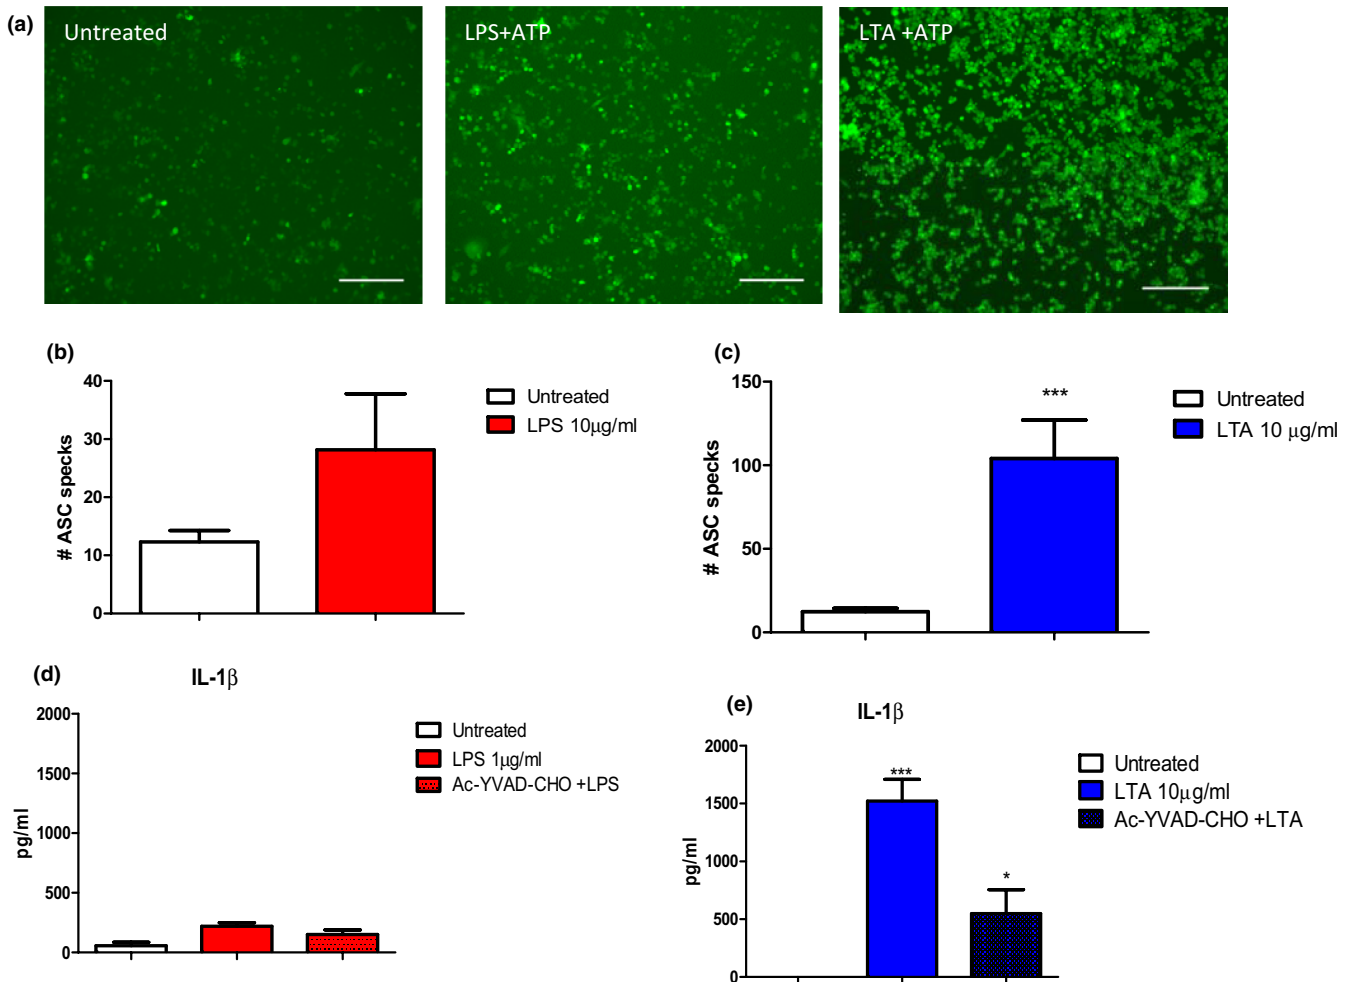 (a)
Untreated
LPS+ATP
LTA +ATP
(b)
40
30
20
10
0
# ASC specks
Untreated
LPS 10μg/ml
(c)
150
100
50
0
# ASC specks
***
Untreated
LTA 10 μg/ml
(d)
IL-1β
2000
1500
1000
500
0
pg/ml
Untreated
LPS 1μg/ml
Ac-YVAD-CHO +LPS
(e)
IL-1β
2000
1500
1000
500
0
pg/ml
***
*
Untreated
LTA 10μg/ml
Ac-YVAD-CHO +LTA